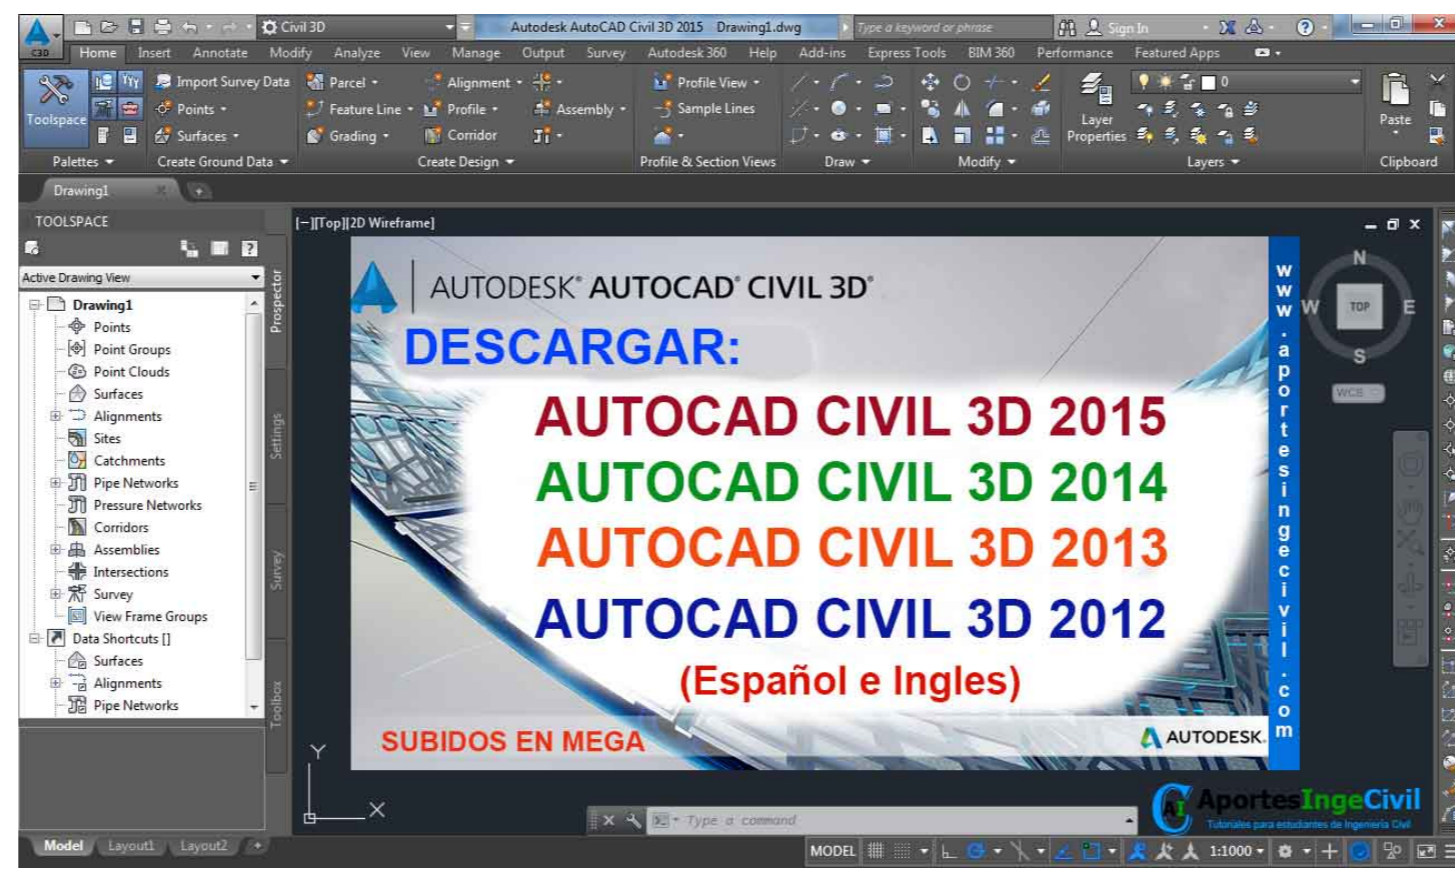 Civil 3D
Autodesk AutoCAD Civil 3D 2015 Drawing1.dwg
Type a keyword or phrase
Sign In
C3D
Home Insert Annotate Modify Analyze View Manage Output Survey Autodesk 360 Help Add-ins Express Tools BIM 360 Performance Featured Apps
Toolspace
Import Survey Data
Points
Surfaces
Parcel
Feature Line
Grading
Alignment
Profile
Corridor
Assembly
Profile View
Sample Lines
0
Layer
Properties
Paste
Palettes
Create Ground Data
Create Design
Profile & Section Views
Draw
Modify
Layers
Clipboard
Drawing1
TOOLSPACE
Active Drawing View
Drawing1
Points
Point Groups
Point Clouds
Surfaces
Alignments
Sites
Catchments
Pipe Networks
Pressure Networks
Corridors
Assemblies
Intersections
Survey
View Frame Groups
Data Shortcuts []
Surfaces
Alignments
Pipe Networks
Prospector
Settings
Survey
Toolbox
[−][Top][2D Wireframe]
AUTODESK® AUTOCAD® CIVIL 3D®
DESCARGAR:
AUTOCAD CIVIL 3D 2015
AUTOCAD CIVIL 3D 2014
AUTOCAD CIVIL 3D 2013
AUTOCAD CIVIL 3D 2012
(Español e Ingles)
SUBIDOS EN MEGA
AUTODESK.
www.aportesingecivil.com
N
W TOP E
S
WCS
Y
X
Type a command
AI
AportesIngeCivil
Tutoriales para estudiantes de Ingeniería Civil
Model Layout1 Layout2
MODEL
1:1000